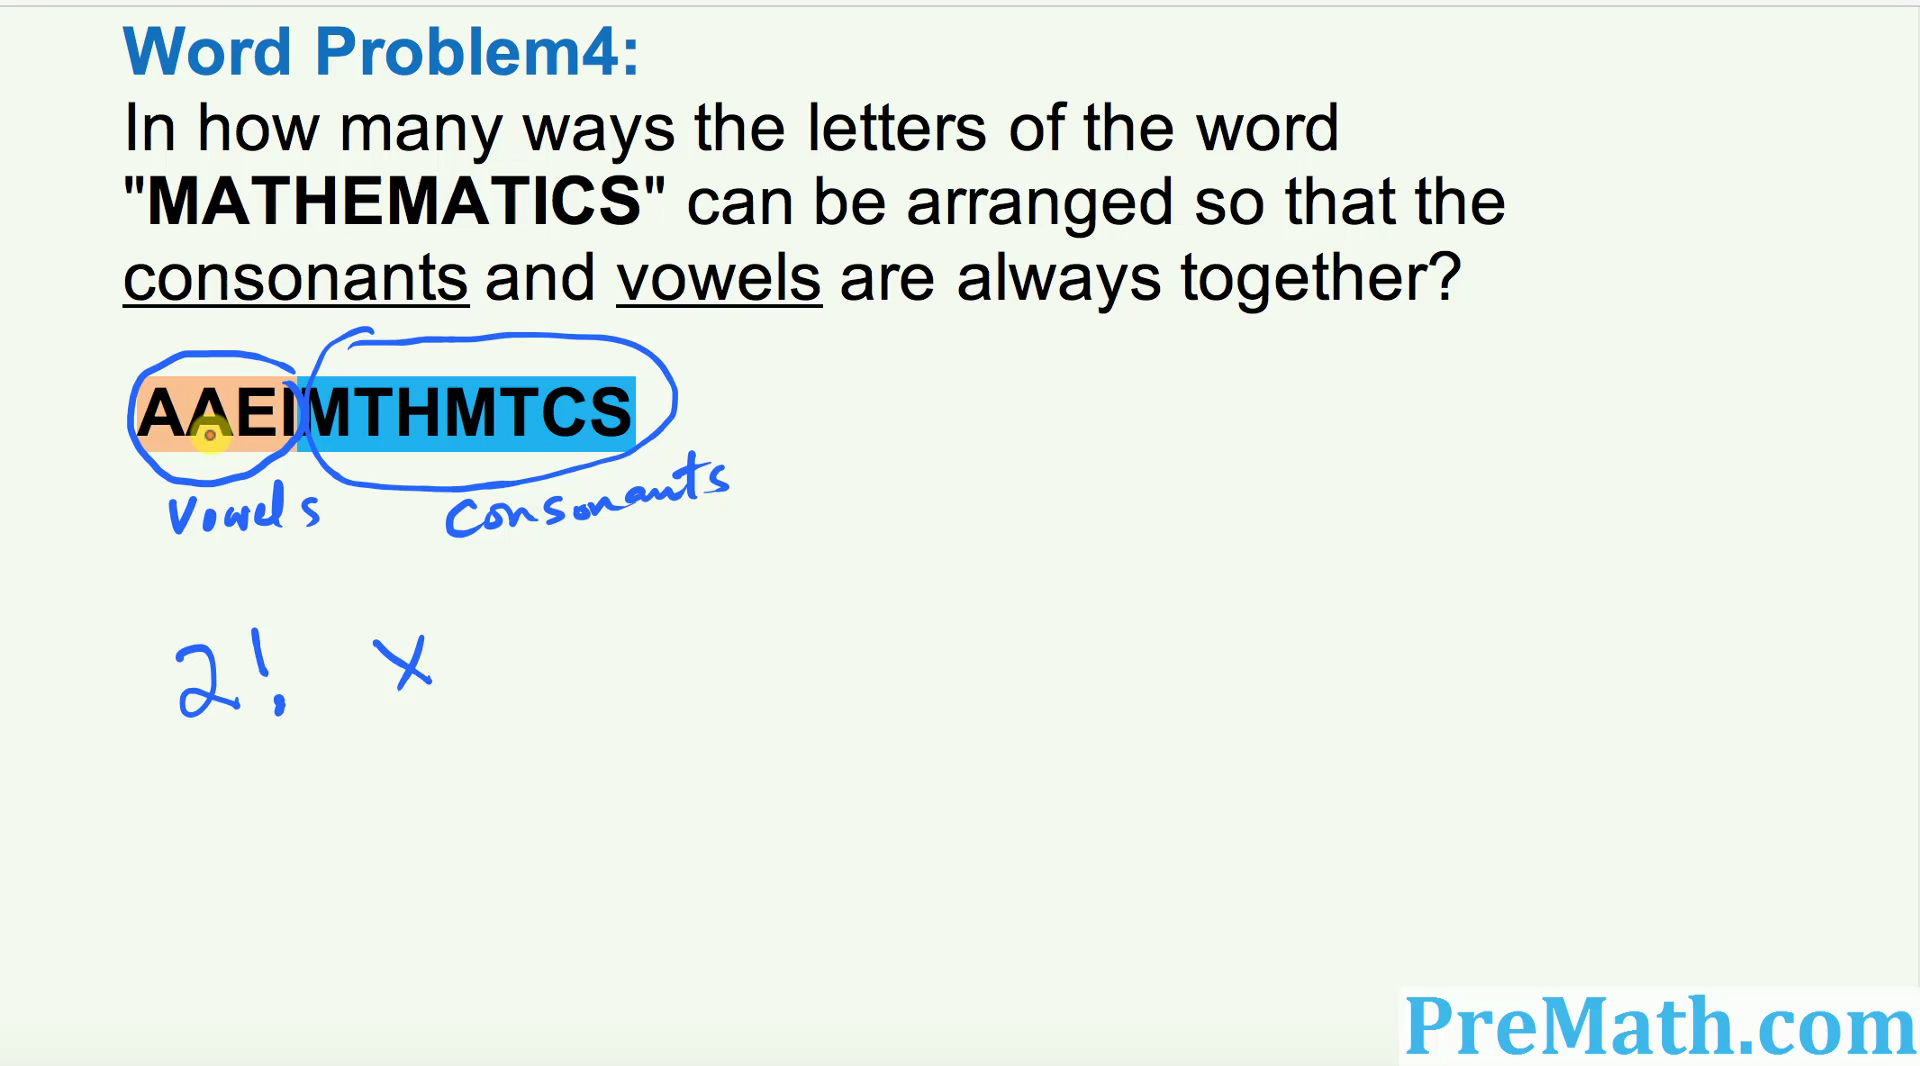 Word Problem4:
In how many ways the letters of the word
"MATHEMATICS" can be arranged so that the
consonants and vowels are always together?
AAEIMTHMTCS
Vowels consonants
2! x
PreMath.com